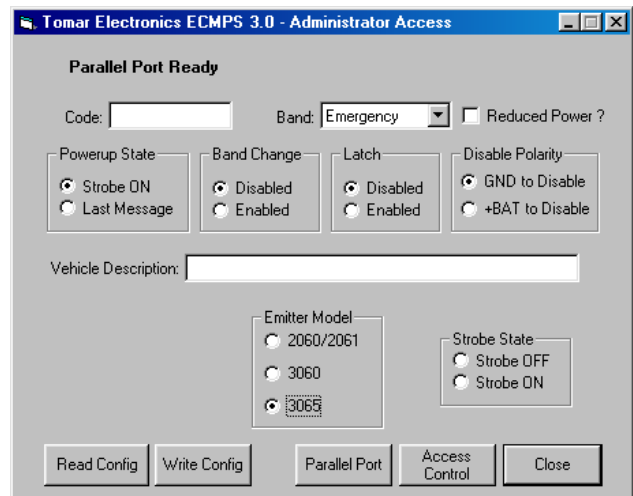 Tomar Electronics ECMPS 3.0 - Administrator Access
Parallel Port Ready
Code: Band: Emergency Reduced Power ?
Powerup State Band Change Latch Disable Polarity
Strobe ON Disabled Disabled GND to Disable
Last Message Enabled Enabled +BAT to Disable
Vehicle Description:
Emitter Model
2060/2061
Strobe State
Strobe OFF
3060
Strobe ON
3065
Read Config Write Config Parallel Port Access Control Close